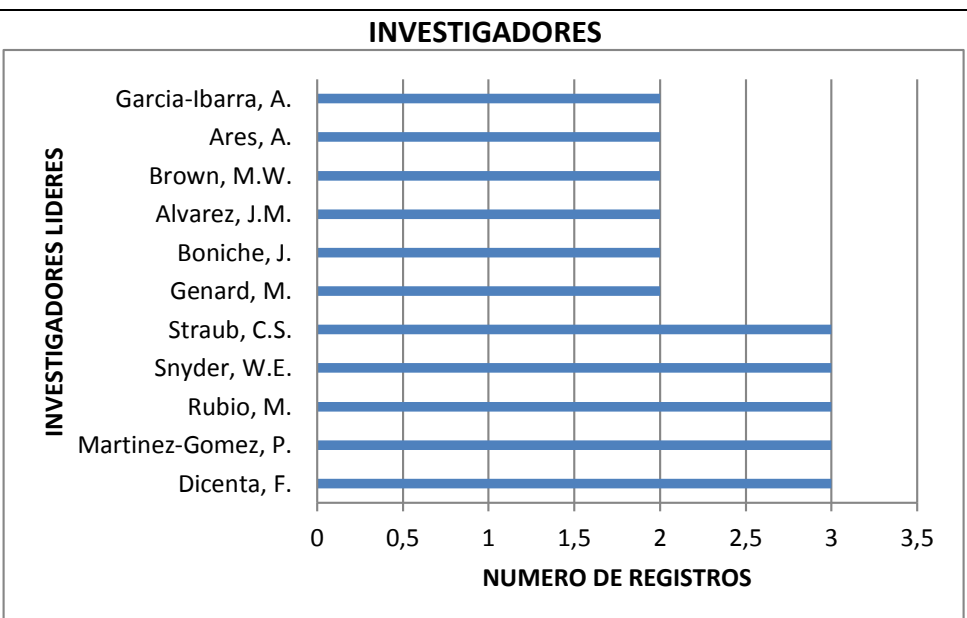 INVESTIGADORES
INVESTIGADORES LIDERES
Garcia-Ibarra, A.
Ares, A.
Brown, M.W.
Alvarez, J.M.
Boniche, J.
Genard, M.
Straub, C.S.
Snyder, W.E.
Rubio, M.
Martinez-Gomez, P.
Dicenta, F.
0 0,5 1 1,5 2 2,5 3 3,5
NUMERO DE REGISTROS